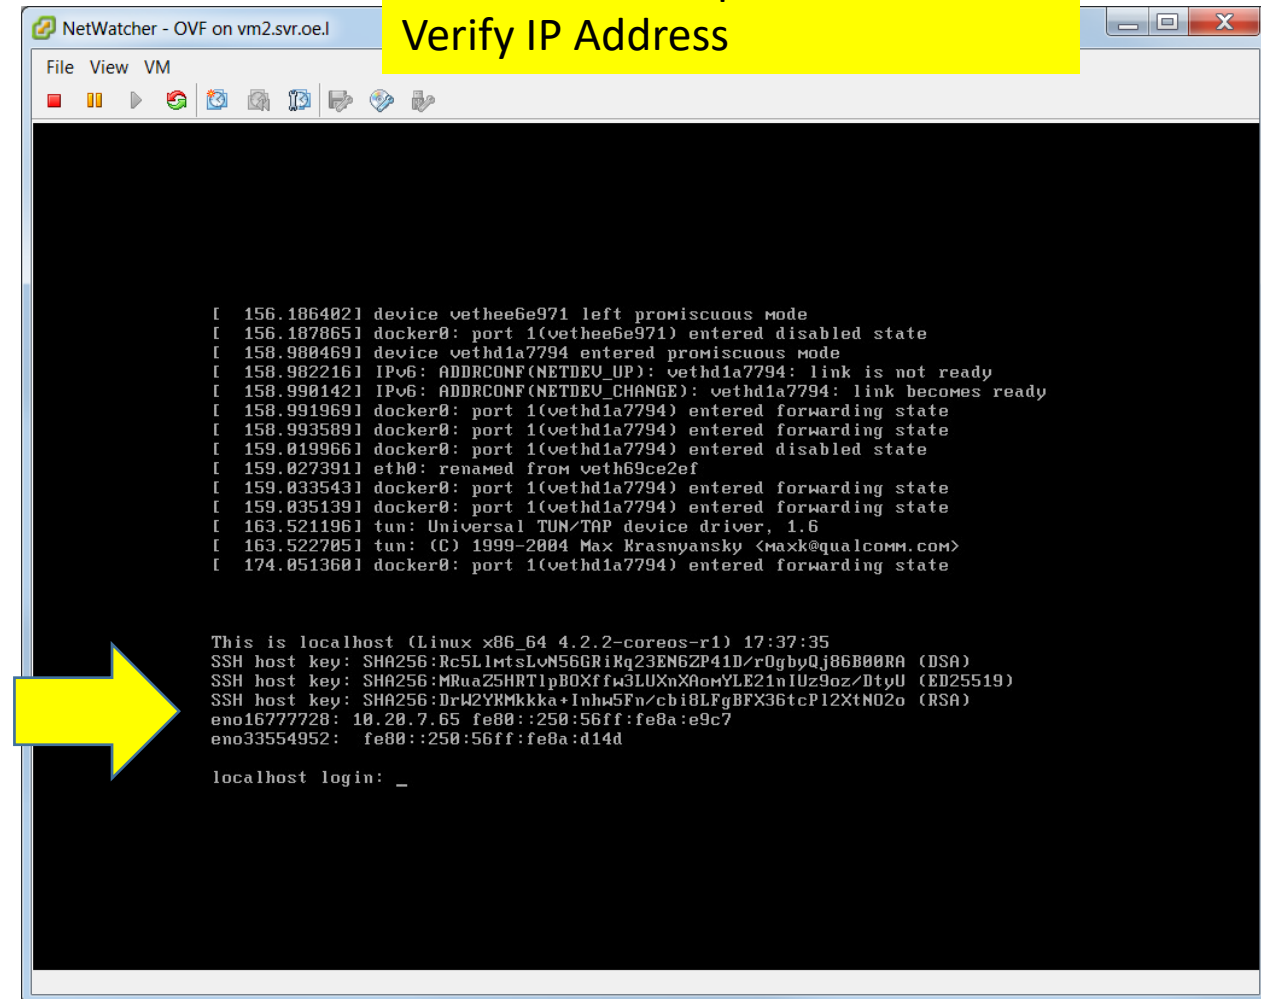 NetWatcher - OVF on vm2.svr.oe.l
Verify IP Address
File View VM
[ 156.186402] device vethee6e971 left promiscuous mode
[ 156.187865] docker0: port 1(vethee6e971) entered disabled state
[ 158.980469] device vethd1a7794 entered promiscuous mode
[ 158.982216] IPv6: ADDRCONF(NETDEV_UP): vethd1a7794: link is not ready
[ 158.990142] IPv6: ADDRCONF(NETDEV_CHANGE): vethd1a7794: link becomes ready
[ 158.991969] docker0: port 1(vethd1a7794) entered forwarding state
[ 158.993589] docker0: port 1(vethd1a7794) entered forwarding state
[ 159.019966] docker0: port 1(vethd1a7794) entered disabled state
[ 159.027391] eth0: renamed from veth69ce2ef
[ 159.033543] docker0: port 1(vethd1a7794) entered forwarding state
[ 159.035139] docker0: port 1(vethd1a7794) entered forwarding state
[ 163.521196] tun: Universal TUN/TAP device driver, 1.6
[ 163.522705] tun: (C) 1999-2004 Max Krasnyansky <maxk@qualcomm.com>
[ 174.051360] docker0: port 1(vethd1a7794) entered forwarding state
This is localhost (Linux x86_64 4.2.2-coreos-r1) 17:37:35
SSH host key: SHA256:Rc5LlmtsLvN56GRiKq23EN6ZP41D/rOgbyQj86B00RA (DSA)
SSH host key: SHA256:MRuaZ5HRTlpBOXffw3LUXnXAomYLE21nIUz9oz/DtyU (ED25519)
SSH host key: SHA256:DrW2YKMkkka+Inhw5Fn/cbi8LFgBFX36tcPl2XtNO2o (RSA)
eno16777728: 10.20.7.65 fe80::250:56ff:fe8a:e9c7
eno33554952: fe80::250:56ff:fe8a:d14d
localhost login: _